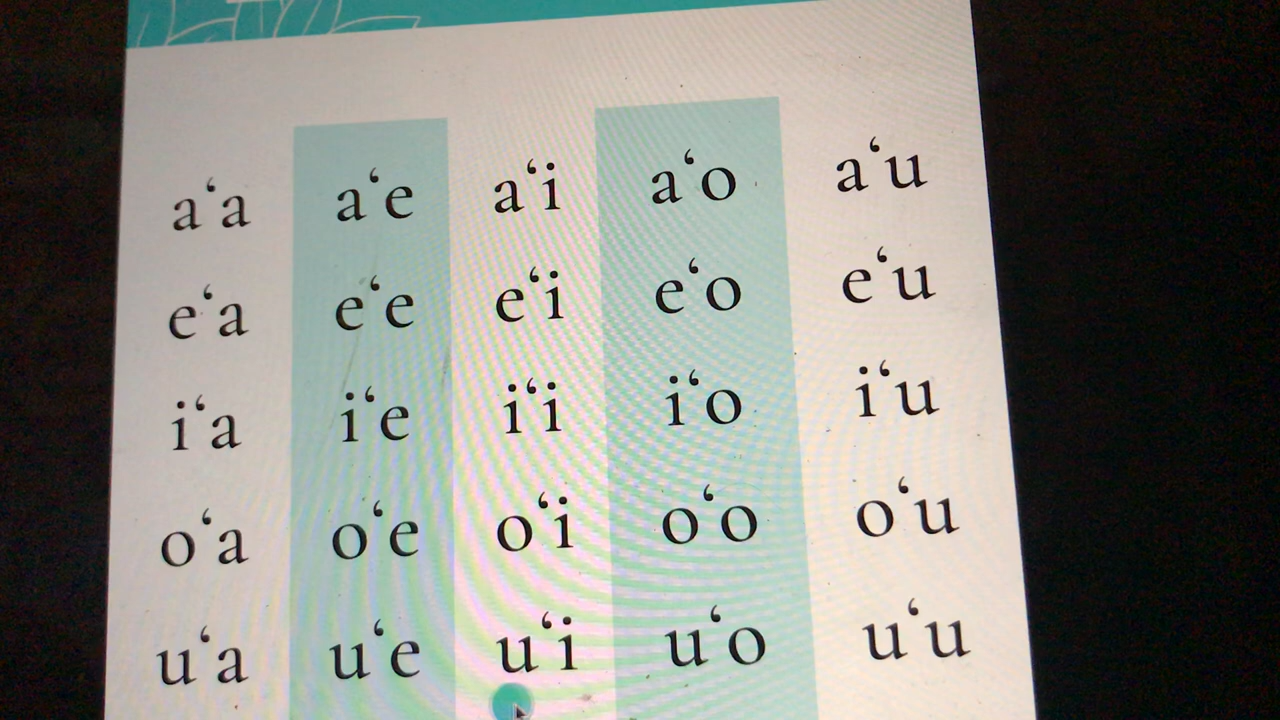 aʻa aʻe aʻi aʻo aʻu
eʻa eʻe eʻi eʻo eʻu
iʻa iʻe iʻi iʻo iʻu
oʻa oʻe oʻi oʻo oʻu
uʻa uʻe uʻi uʻo uʻu